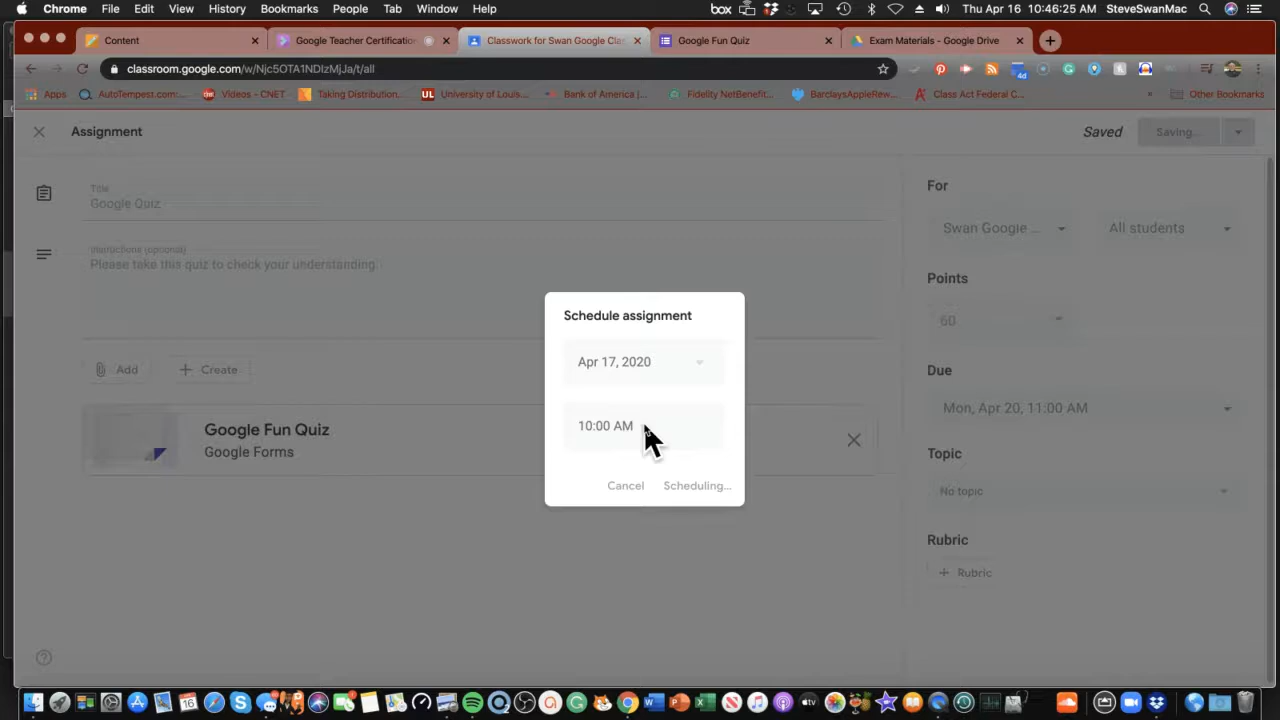 Chrome File Edit View History Bookmarks People Tab Window Help box Thu Apr 16 10:46:25 AM SteveSwanMac
Content Google Teacher Certification Classwork for Swan Google Clas Google Fun Quiz Exam Materials - Google Drive
classroom.google.com/w/Njc5OTA1NDIzMjJa/t/all 4d
Apps AutoTempest.com:... Videos - CNET Taking Distribution... UL University of Louis... Bank of America |... Fidelity NetBenefit... BarclaysAppleRew... Class Act Federal C... » Other Bookmarks
Assignment Saved Saving...
Title
Google Quiz
Instructions (optional)
Please take this quiz to check your understanding.
Add Create
Google Fun Quiz
Google Forms
Schedule assignment
Apr 17, 2020
10:00 AM
Cancel Scheduling...
For
Swan Google ... All students
Points
60
Due
Mon, Apr 20, 11:00 AM
Topic
No topic
Rubric
+ Rubric
16